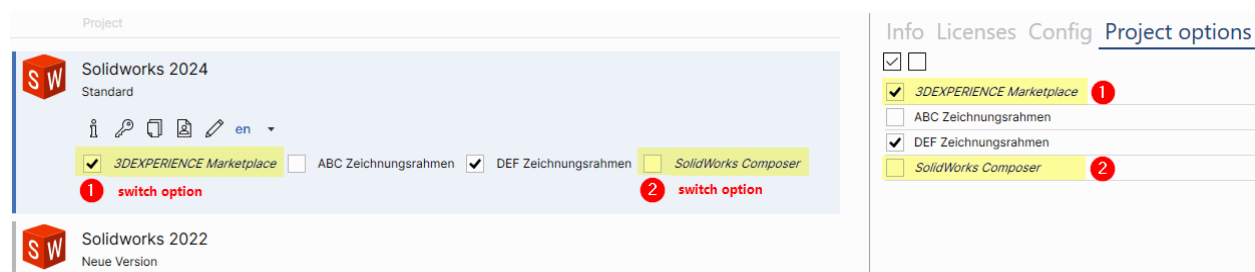 Project
SW
Solidworks 2024
Standard
en
3DEXPERIENCE Marketplace ABC Zeichnungsrahmen DEF Zeichnungsrahmen SolidWorks Composer
1 switch option 2 switch option
SW
Solidworks 2022
Neue Version
Info Licenses Config Project options
3DEXPERIENCE Marketplace 1
ABC Zeichnungsrahmen
DEF Zeichnungsrahmen
SolidWorks Composer 2